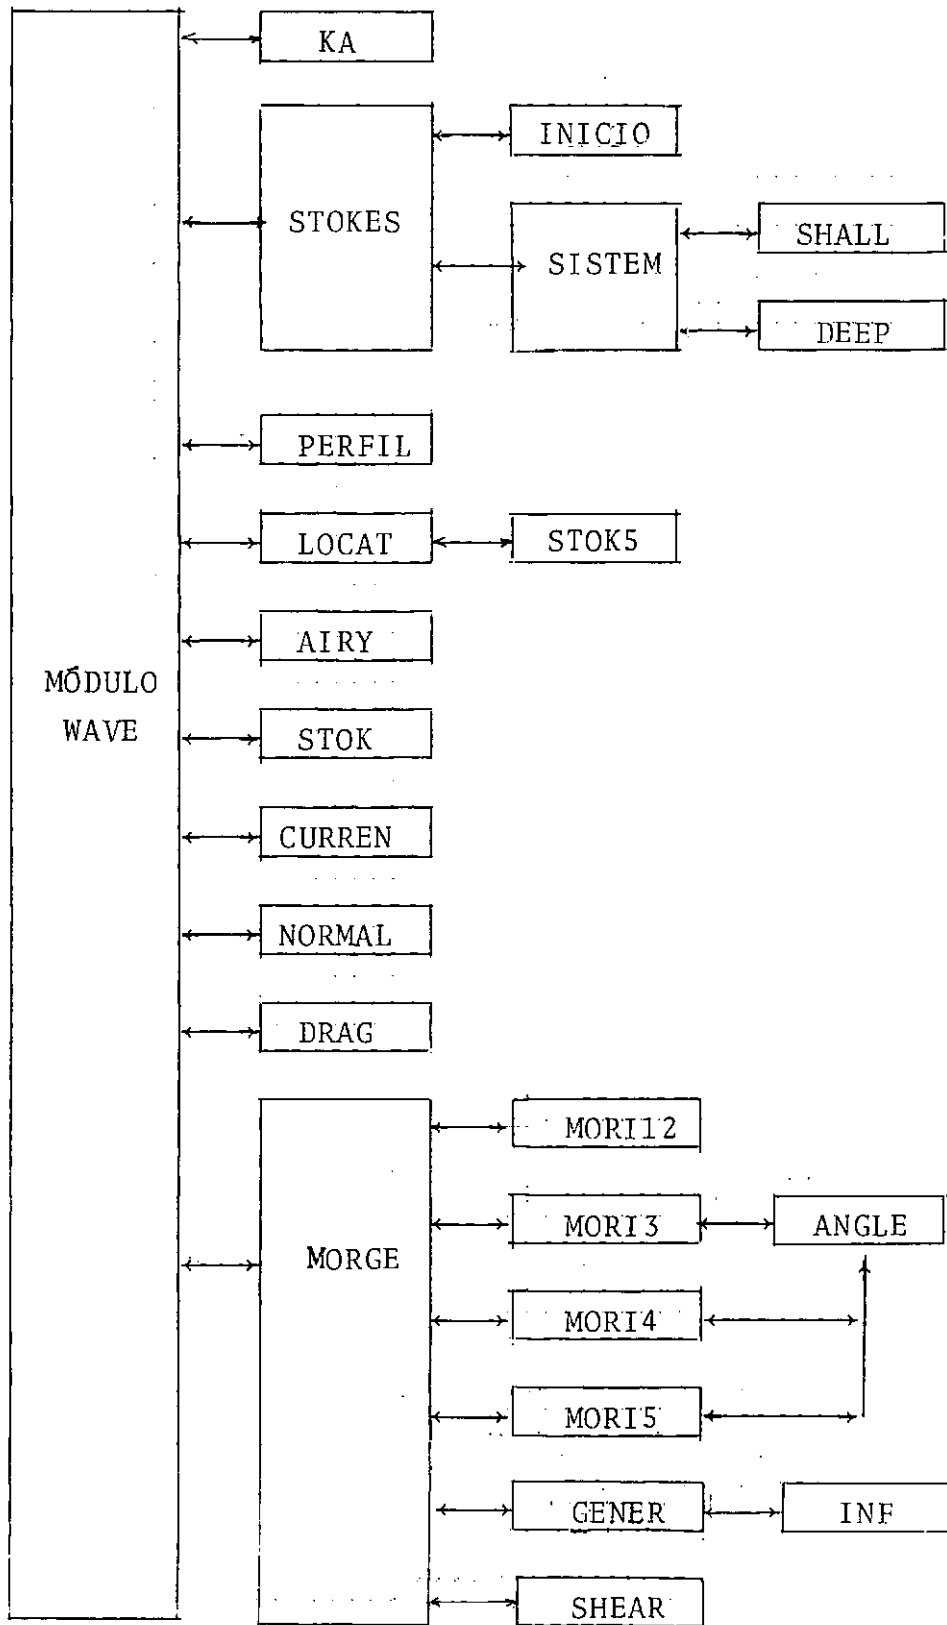 KA
INICIO
STOKES
SHALL
SISTEM
DEEP
PERFIL
LOCAT
STOK5
AIRY
MÓDULO
WAVE
STOK
CURREN
NORMAL
DRAG
MORI12
MORGE
MORI3
ANGLE
MORI4
MORI5
GENER
INF
SHEAR